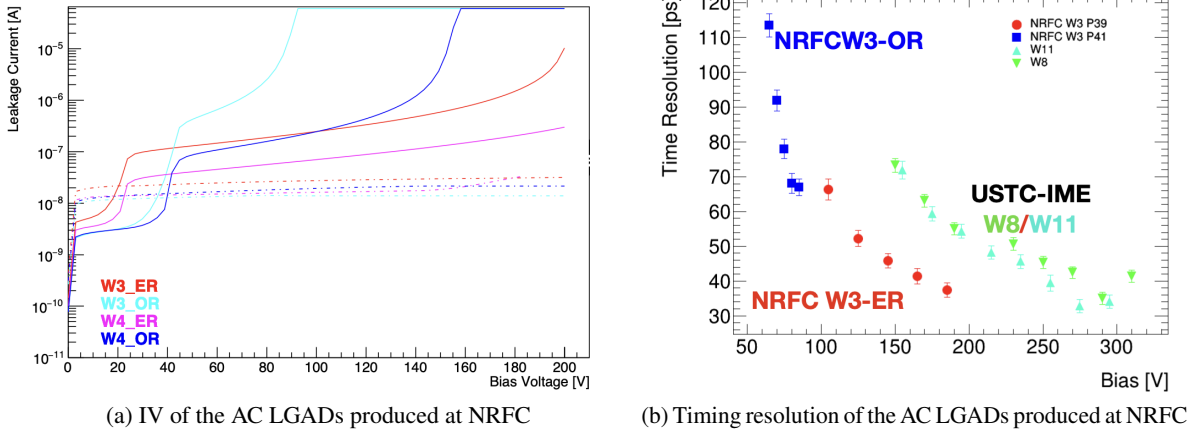 Leakage Current [A]
10⁻⁵
10⁻⁶
10⁻⁷
10⁻⁸
10⁻⁹
10⁻¹⁰
10⁻¹¹
W3_ER
W3_OR
W4_ER
W4_OR
0 20 40 60 80 100 120 140 160 180 200
Bias Voltage [V]
(a) IV of the AC LGADs produced at NRFC
Time Resolution [ps]
120
110
100
90
80
70
60
50
40
30
NRFCW3-OR
NRFC W3 P39
NRFC W3 P41
W11
W8
USTC-IME
W8/W11
NRFC W3-ER
50 100 150 200 250 300
Bias [V]
(b) Timing resolution of the AC LGADs produced at NRFC